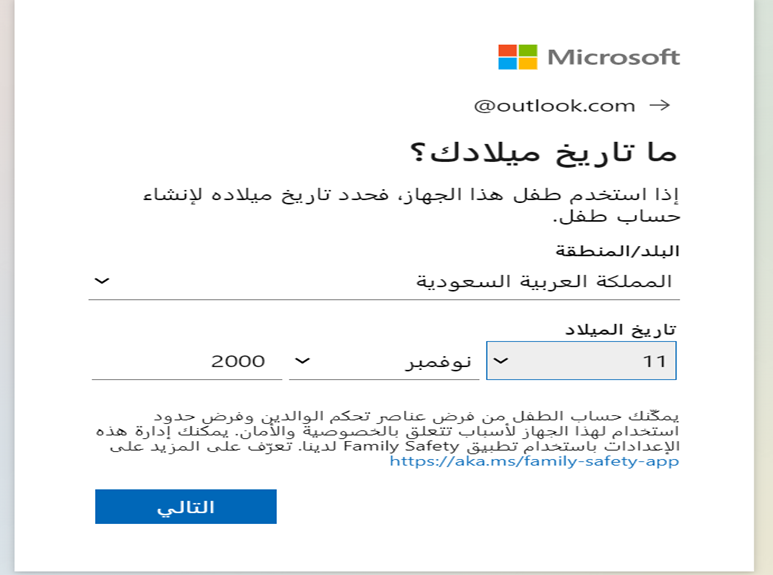 Microsoft
@outlook.com
ما تاريخ ميلادك؟
إذا استخدم طفل هذا الجهاز، فحدد تاريخ ميلاده لإنشاء
حساب طفل.
البلد/المنطقة
المملكة العربية السعودية
تاريخ الميلاد
11 نوفمبر 2000
يمكّنك حساب الطفل من فرض عناصر تحكم الوالدين وفرض حدود
استخدام لهذا الجهاز لأسباب تتعلق بالخصوصية والأمان. يمكنك إدارة هذه
الإعدادات باستخدام تطبيق Family Safety لدينا. تعرّف على المزيد على
https://aka.ms/family-safety-app
التالي